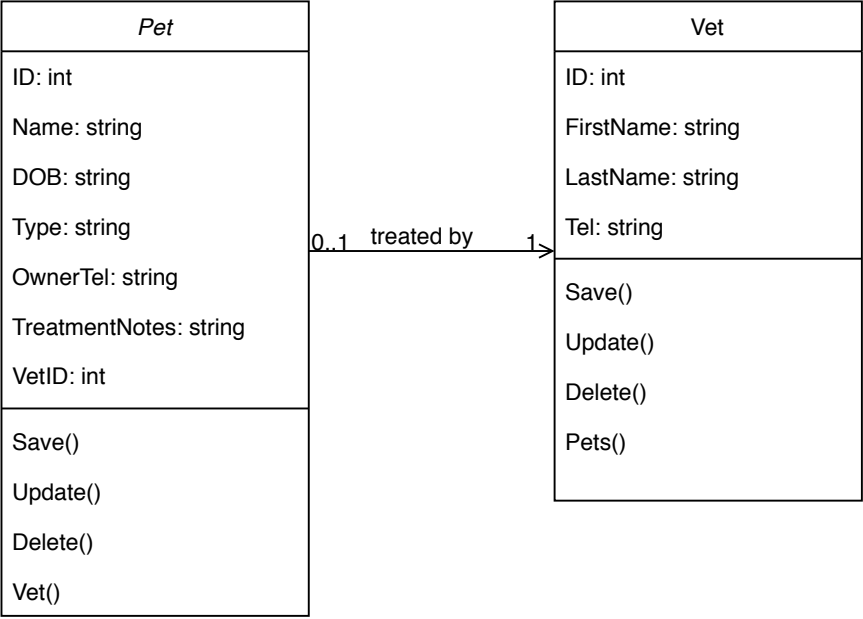 Pet
ID: int
Name: string
DOB: string
Type: string
OwnerTel: string
TreatmentNotes: string
VetID: int
Save()
Update()
Delete()
Vet()
0..1
treated by
1
Vet
ID: int
FirstName: string
LastName: string
Tel: string
Save()
Update()
Delete()
Pets()